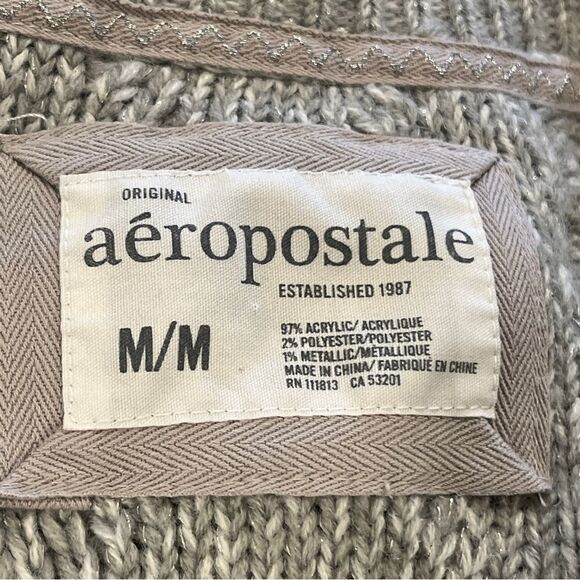 ORIGINAL
aéropostale
ESTABLISHED 1987
M/M
97% ACRYLIC/ ACRYLIQUE
2% POLYESTER/POLYESTER
1% METALLIC/MÉTALLIQUE
MADE IN CHINA/ FABRIQUÉ EN CHINE
RN 111813 CA 53201